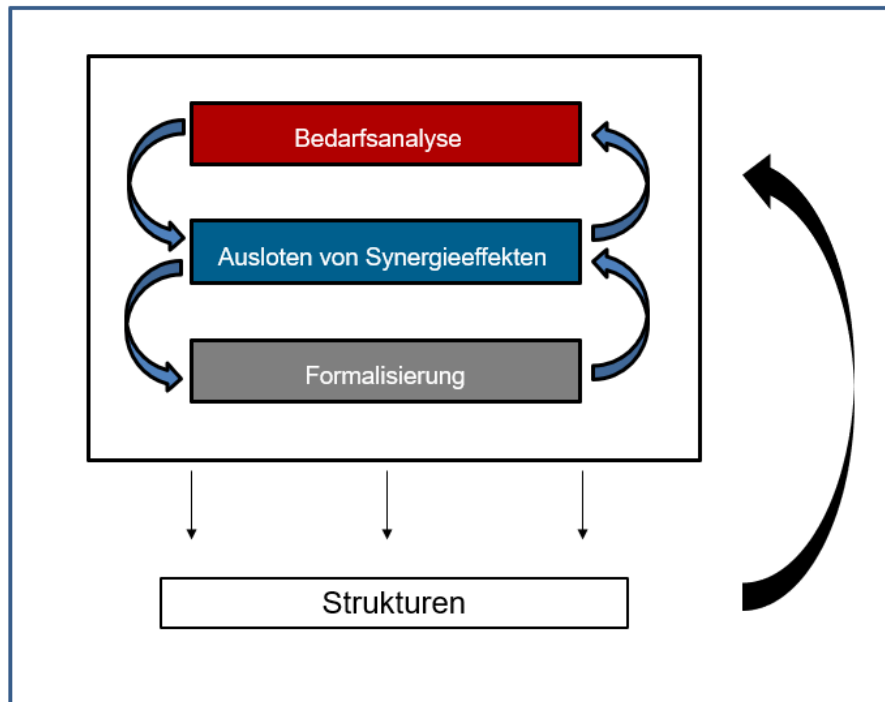 Bedarfsanalyse
Ausloten von Synergieeffekten
Formalisierung
Strukturen